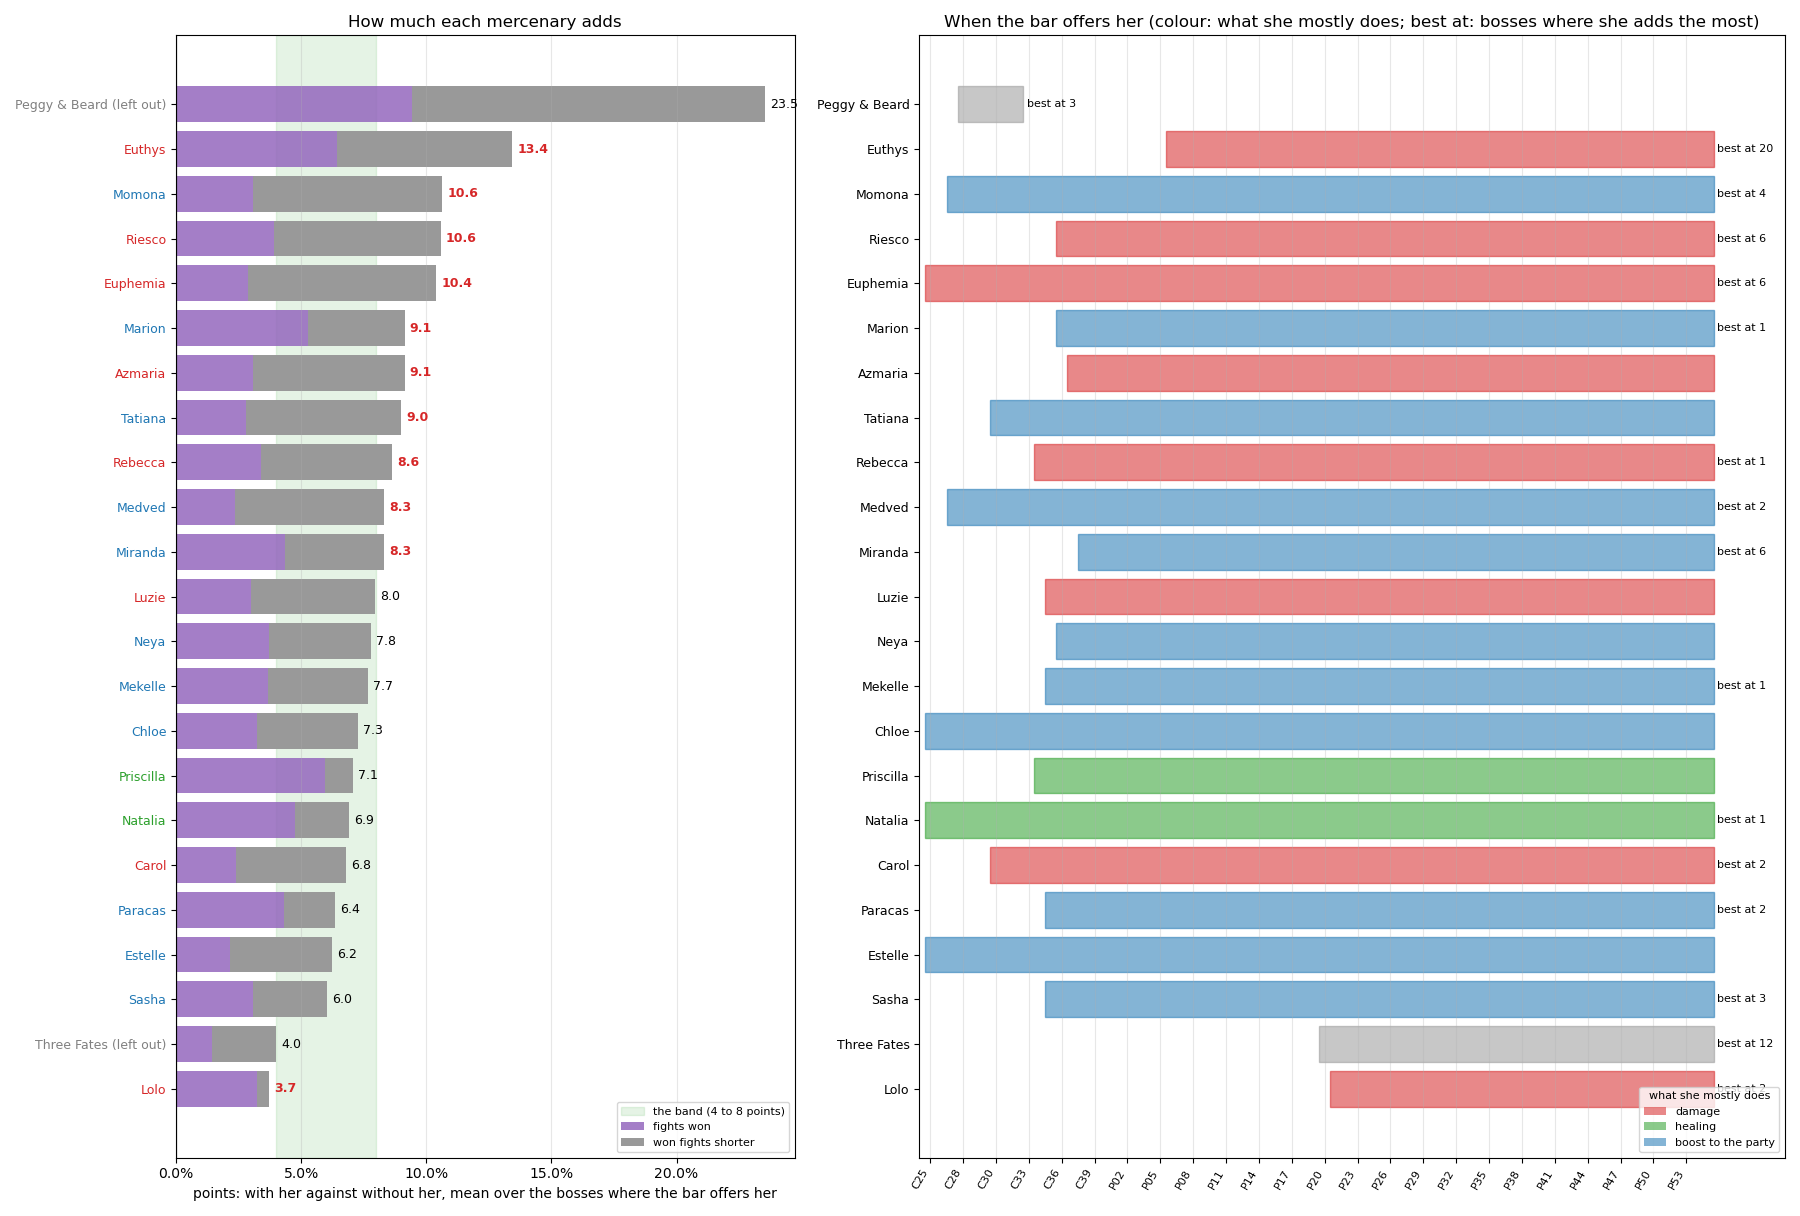 How much each mercenary adds
Peggy & Beard (left out) 23.5
Euthys 13.4
Momona 10.6
Riesco 10.6
Euphemia 10.4
Marion 9.1
Azmaria 9.1
Tatiana 9.0
Rebecca 8.6
Medved 8.3
Miranda 8.3
Luzie 8.0
Neya 7.8
Mekelle 7.7
Chloe 7.3
Priscilla 7.1
Natalia 6.9
Carol 6.8
Paracas 6.4
Estelle 6.2
Sasha 6.0
Three Fates (left out) 4.0
Lolo 3.7
the band (4 to 8 points)
fights won
won fights shorter
0.0% 5.0% 10.0% 15.0% 20.0%
points: with her against without her, mean over the bosses where the bar offers her
When the bar offers her (colour: what she mostly does; best at: bosses where she adds the most)
Peggy & Beard best at 3
Euthys best at 20
Momona best at 4
Riesco best at 6
Euphemia best at 6
Marion best at 1
Azmaria
Tatiana
Rebecca best at 1
Medved best at 2
Miranda best at 6
Luzie
Neya
Mekelle best at 1
Chloe
Priscilla
Natalia best at 1
Carol best at 2
Paracas best at 2
Estelle
Sasha best at 3
Three Fates best at 12
Lolo best at 2
what she mostly does
damage
healing
boost to the party
C25 C28 C30 C33 C36 C39 P02 P05 P08 P11 P14 P17 P20 P23 P26 P29 P32 P35 P38 P41 P44 P47 P50 P53